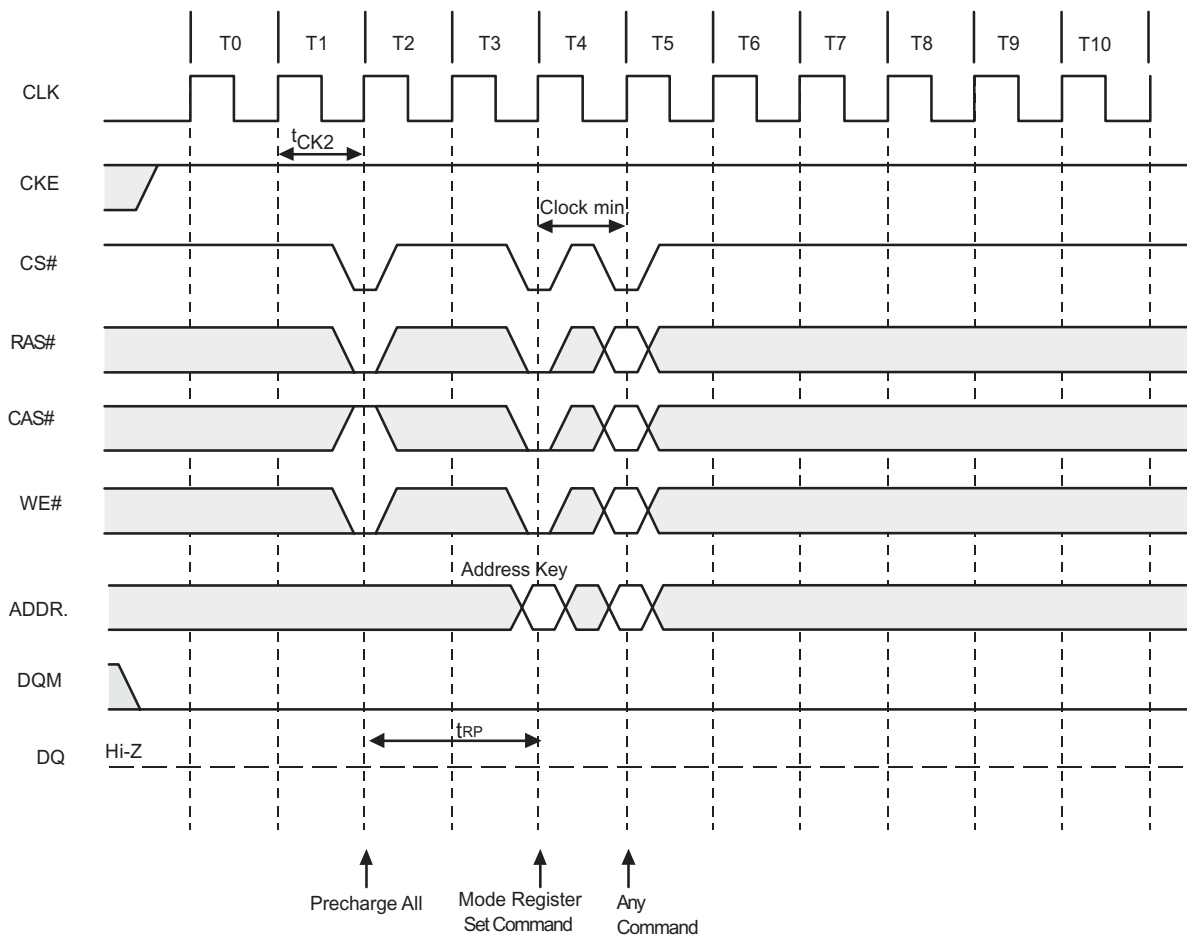 T0 T1 T2 T3 T4 T5 T6 T7 T8 T9 T10
CLK
tCK2
CKE
Clock min.
CS#
RAS#
CAS#
WE#
Address Key
ADDR.
DQM
tRP
DQ Hi-Z
Precharge All
Mode Register
Set Command
Any
Command